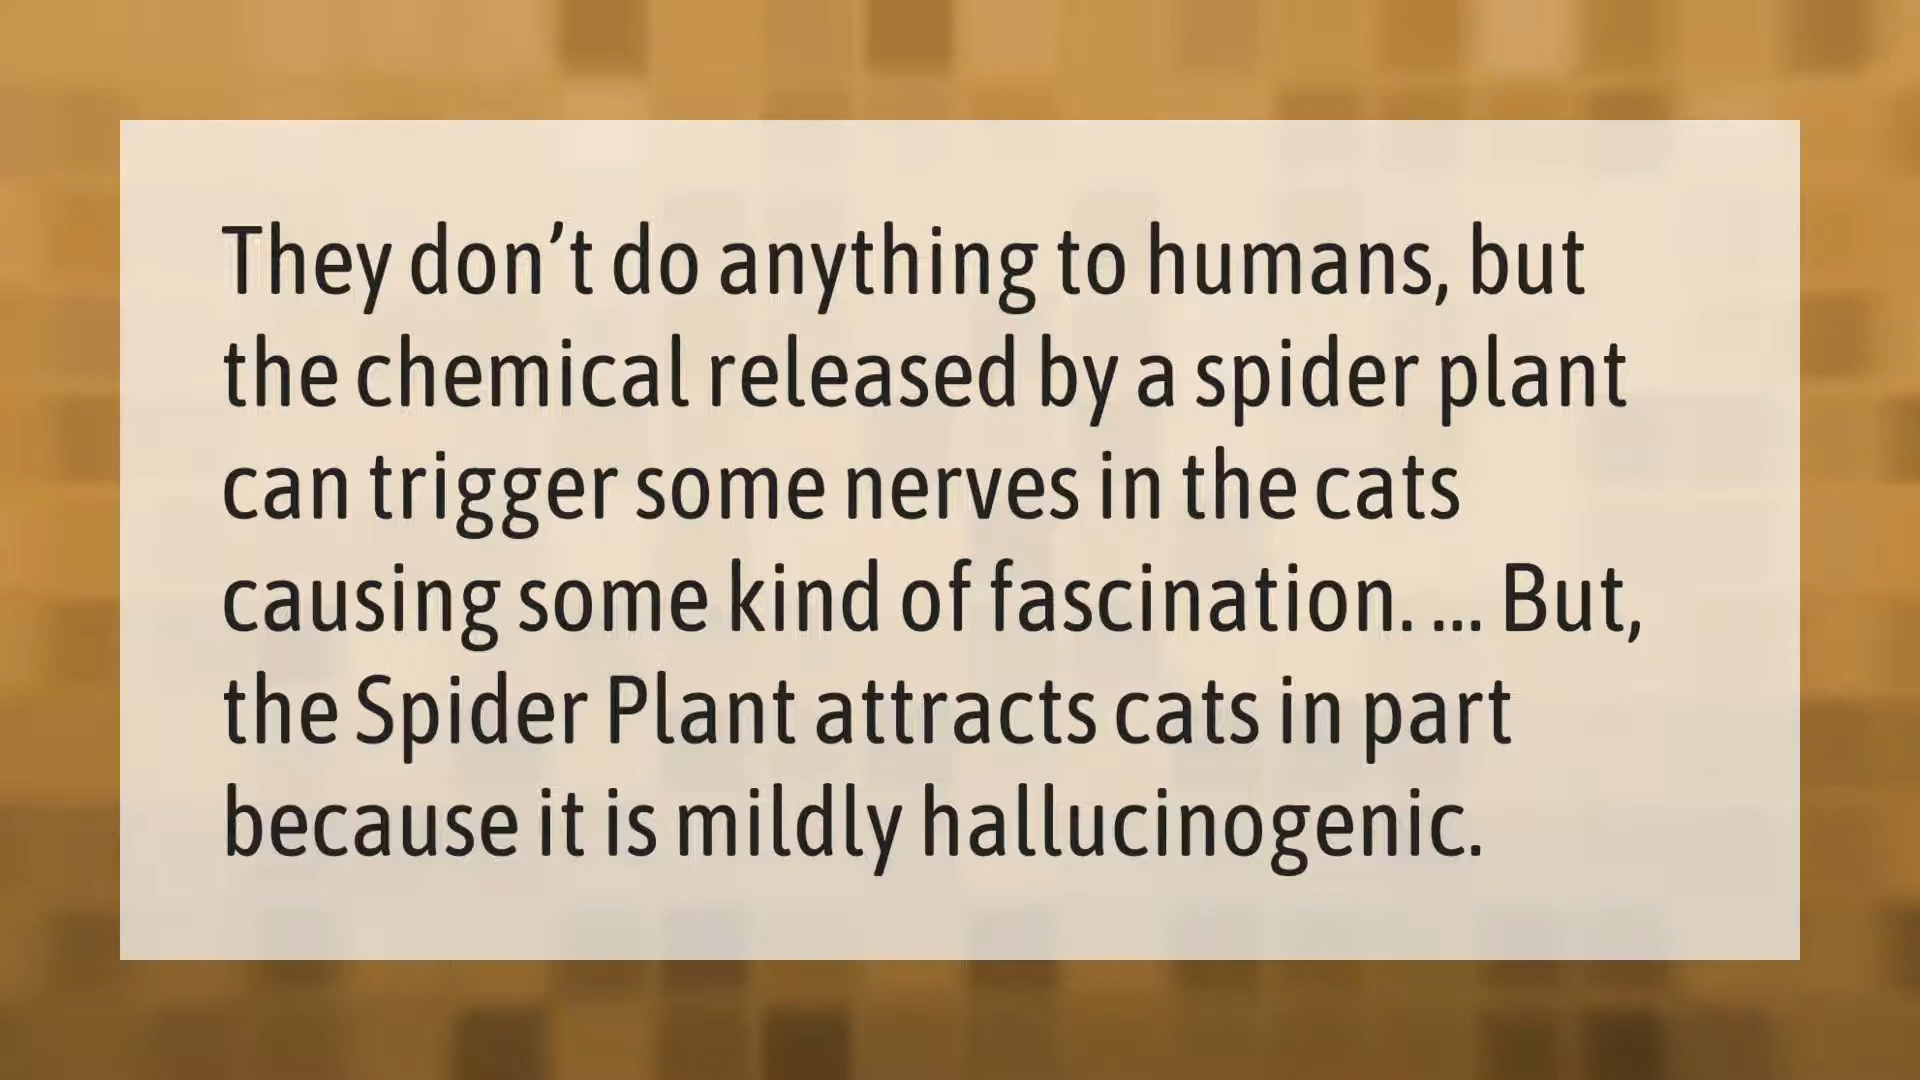 They don’t do anything to humans, but
the chemical released by a spider plant
can trigger some nerves in the cats
causing some kind of fascination. ... But,
the Spider Plant attracts cats in part
because it is mildly hallucinogenic.